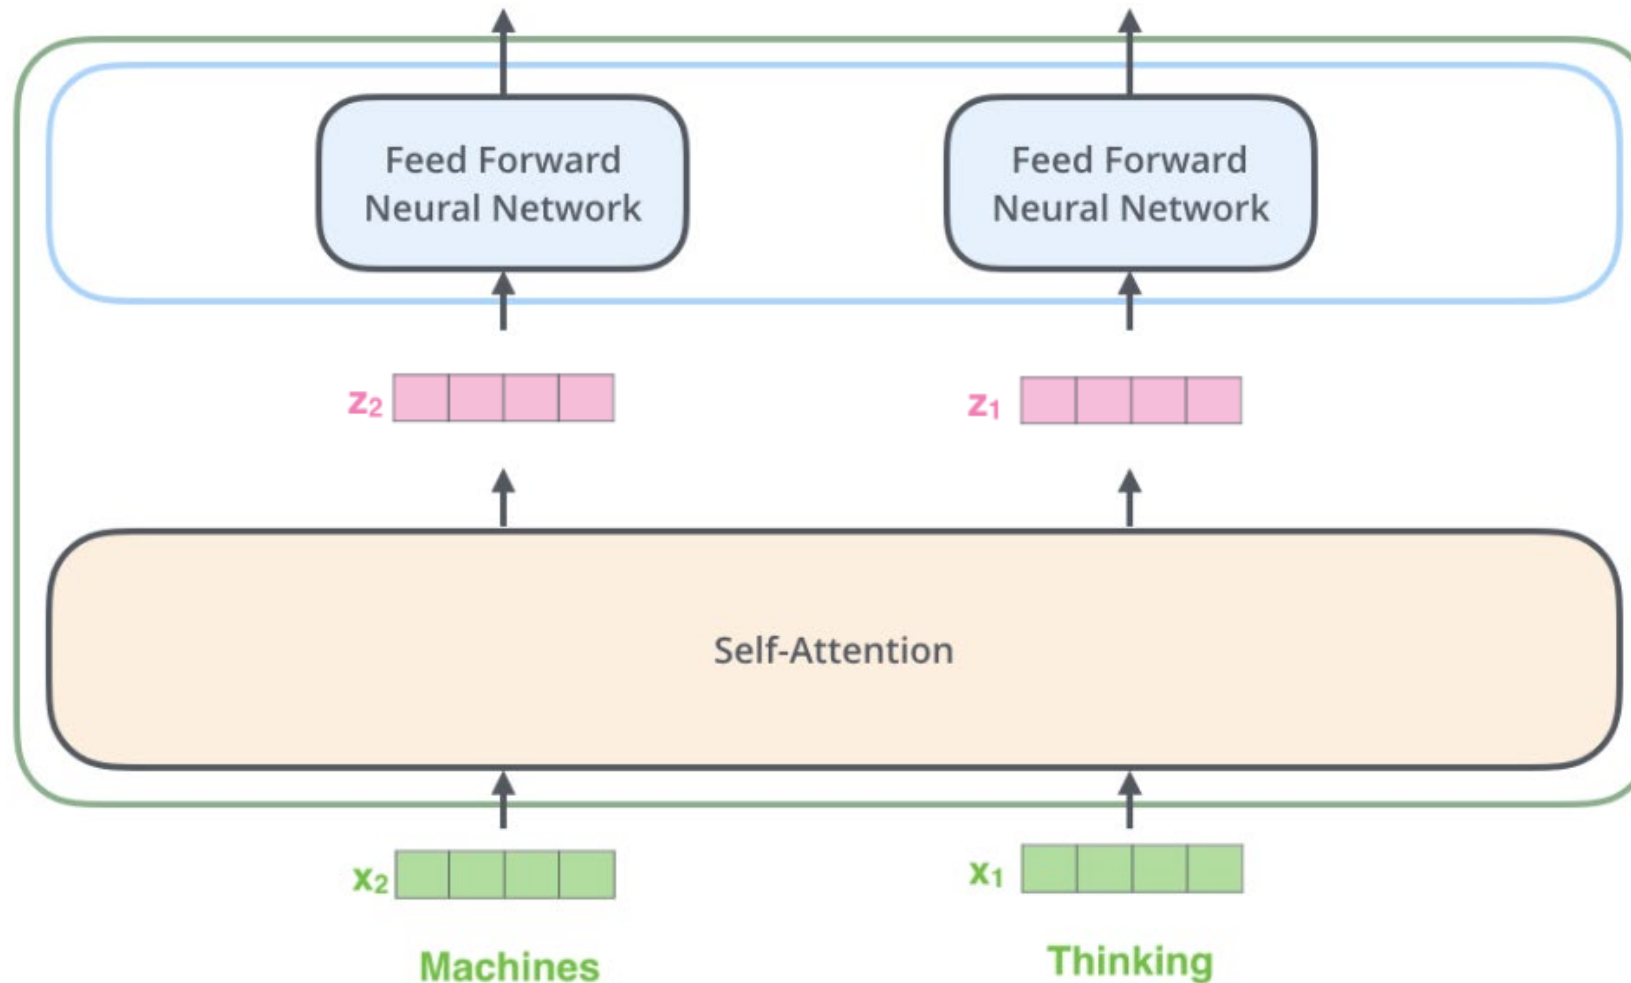 Feed Forward
Neural Network
Feed Forward
Neural Network
z₂
z₁
Self-Attention
x₂
x₁
Machines
Thinking